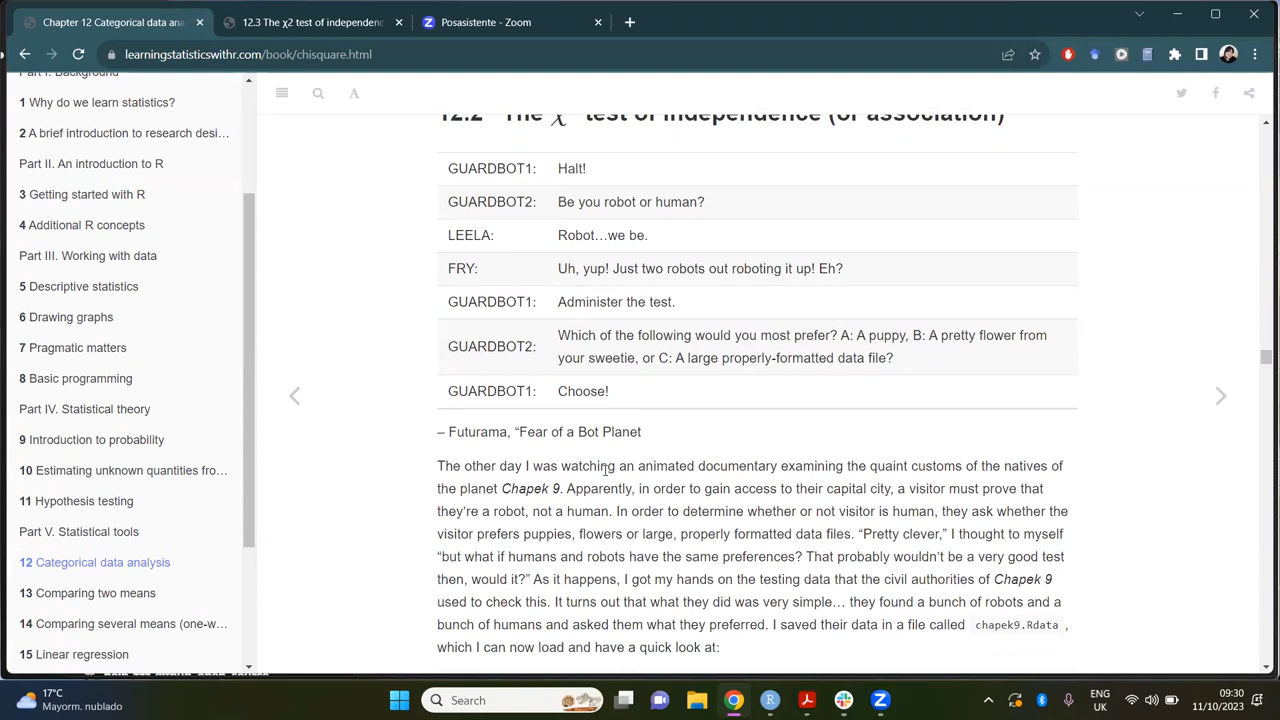 Chapter 12 Categorical data ana
12.3 The χ2 test of independenc
Posasistente - Zoom
learningstatisticswithr.com/book/chisquare.html
Part I. Background
1 Why do we learn statistics?
2 A brief introduction to research desi…
Part II. An introduction to R
3 Getting started with R
4 Additional R concepts
Part III. Working with data
5 Descriptive statistics
6 Drawing graphs
7 Pragmatic matters
8 Basic programming
Part IV. Statistical theory
9 Introduction to probability
10 Estimating unknown quantities fro…
11 Hypothesis testing
Part V. Statistical tools
12 Categorical data analysis
13 Comparing two means
14 Comparing several means (one-w…
15 Linear regression
A
12.2 The χ test of independence (or association)
GUARDBOT1: Halt!
GUARDBOT2: Be you robot or human?
LEELA: Robot…we be.
FRY: Uh, yup! Just two robots out roboting it up! Eh?
GUARDBOT1: Administer the test.
GUARDBOT2: Which of the following would you most prefer? A: A puppy, B: A pretty flower from
your sweetie, or C: A large properly-formatted data file?
GUARDBOT1: Choose!
– Futurama, “Fear of a Bot Planet
The other day I was watching an animated documentary examining the quaint customs of the natives of
the planet Chapek 9. Apparently, in order to gain access to their capital city, a visitor must prove that
they’re a robot, not a human. In order to determine whether or not visitor is human, they ask whether the
visitor prefers puppies, flowers or large, properly formatted data files. “Pretty clever,” I thought to myself
“but what if humans and robots have the same preferences? That probably wouldn’t be a very good test
then, would it?” As it happens, I got my hands on the testing data that the civil authorities of Chapek 9
used to check this. It turns out that what they did was very simple… they found a bunch of robots and a
bunch of humans and asked them what they preferred. I saved their data in a file called chapek9.Rdata ,
which I can now load and have a quick look at:
17°C
Mayorm. nublado
Search
ENG
UK
09:30
11/10/2023